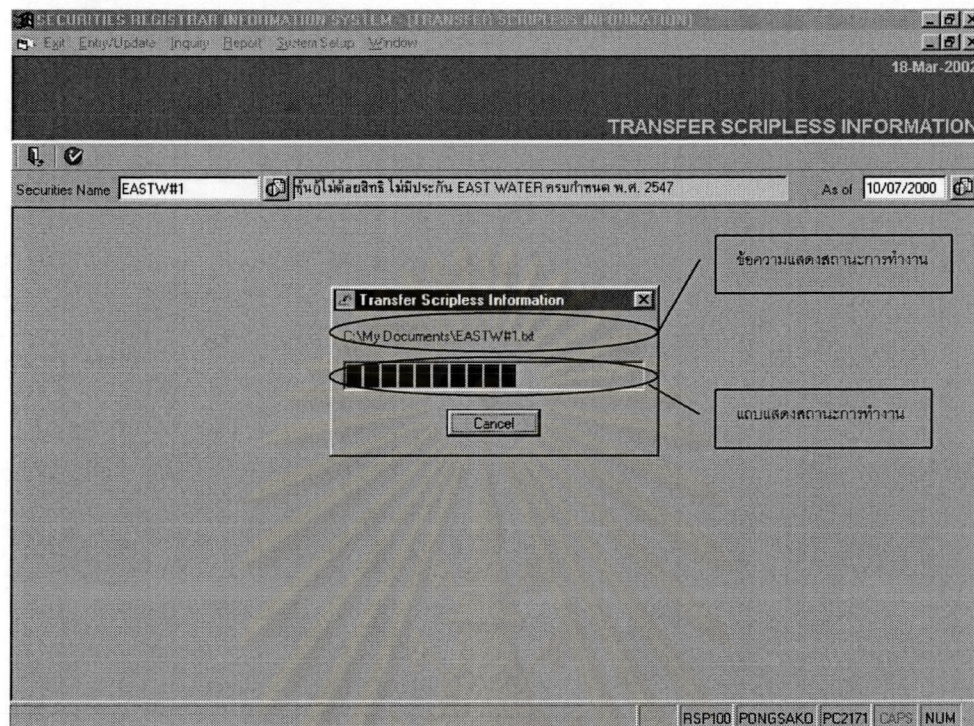 SECURITIES REGISTRAR INFORMATION SYSTEM - [TRANSFER SCRIPLESS INFORMATION]
Exit Entry/Update Inquiry Report System Setup Window
18-Mar-2002
TRANSFER SCRIPLESS INFORMATION
Securities Name EASTW#1 หุ้นกู้ไม่ด้อยสิทธิ ไม่มีประกัน EAST WATER ครบกำหนด พ.ศ. 2547 As of 10/07/2000
ข้อความแสดงสถานะการทำงาน
Transfer Scripless Information
C:\My Documents\EASTW#1.txt
แถบแสดงสถานะการทำงาน
Cancel
RSP100 PONGSAKO PC2171 CAPS NUM